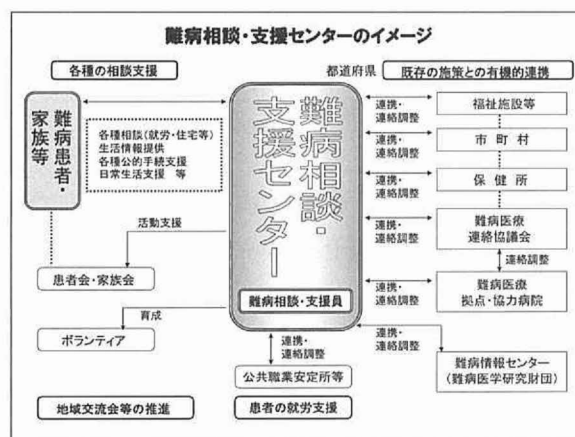 難病相談・支援センターのイメージ
各種の相談支援
都道府県
既存の施策との有機的連携
難病患者・
家族等
各種相談(就労・住宅等)
生活情報提供
各種公的手続支援
日常生活支援 等
難病相談・
支援センター
難病相談・支援員
活動支援
患者会・家族会
育成
ボランティア
地域交流会等の推進
連携・
連絡調整
福祉施設等
連携・
連絡調整
市町村
連携・
連絡調整
保健所
連携・
連絡調整
難病医療
連絡協議会
連絡調整
連携・
連絡調整
難病医療
拠点・協力病院
連携・
連絡調整
難病情報センター
(難病医学研究財団)
連携・
連絡調整
公共職業安定所等
患者の就労支援